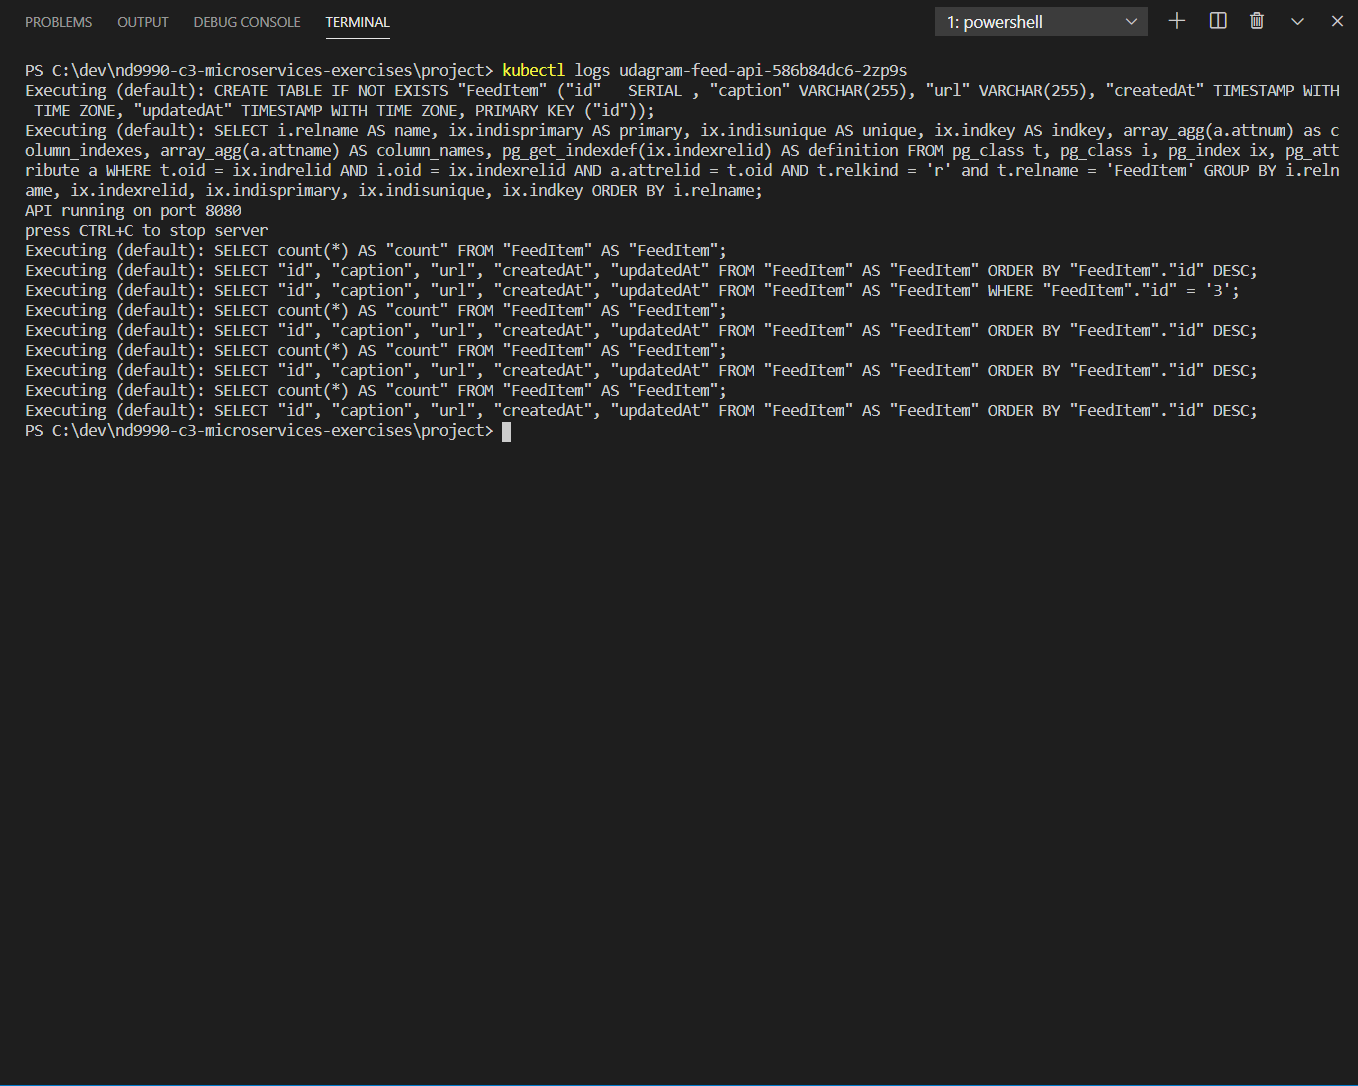 PROBLEMS OUTPUT DEBUG CONSOLE TERMINAL 1: powershell
PS C:\dev\nd9990-c3-microservices-exercises\project> kubectl logs udagram-feed-api-586b84dc6-2zp9s
Executing (default): CREATE TABLE IF NOT EXISTS "FeedItem" ("id"   SERIAL , "caption" VARCHAR(255), "url" VARCHAR(255), "createdAt" TIMESTAMP WITH
 TIME ZONE, "updatedAt" TIMESTAMP WITH TIME ZONE, PRIMARY KEY ("id"));
Executing (default): SELECT i.relname AS name, ix.indisprimary AS primary, ix.indisunique AS unique, ix.indkey AS indkey, array_agg(a.attnum) as c
olumn_indexes, array_agg(a.attname) AS column_names, pg_get_indexdef(ix.indexrelid) AS definition FROM pg_class t, pg_class i, pg_index ix, pg_att
ribute a WHERE t.oid = ix.indrelid AND i.oid = ix.indexrelid AND a.attrelid = t.oid AND t.relkind = 'r' and t.relname = 'FeedItem' GROUP BY i.reln
ame, ix.indexrelid, ix.indisprimary, ix.indisunique, ix.indkey ORDER BY i.relname;
API running on port 8080
press CTRL+C to stop server
Executing (default): SELECT count(*) AS "count" FROM "FeedItem" AS "FeedItem";
Executing (default): SELECT "id", "caption", "url", "createdAt", "updatedAt" FROM "FeedItem" AS "FeedItem" ORDER BY "FeedItem"."id" DESC;
Executing (default): SELECT "id", "caption", "url", "createdAt", "updatedAt" FROM "FeedItem" AS "FeedItem" WHERE "FeedItem"."id" = '3';
Executing (default): SELECT count(*) AS "count" FROM "FeedItem" AS "FeedItem";
Executing (default): SELECT "id", "caption", "url", "createdAt", "updatedAt" FROM "FeedItem" AS "FeedItem" ORDER BY "FeedItem"."id" DESC;
Executing (default): SELECT count(*) AS "count" FROM "FeedItem" AS "FeedItem";
Executing (default): SELECT "id", "caption", "url", "createdAt", "updatedAt" FROM "FeedItem" AS "FeedItem" ORDER BY "FeedItem"."id" DESC;
Executing (default): SELECT count(*) AS "count" FROM "FeedItem" AS "FeedItem";
Executing (default): SELECT "id", "caption", "url", "createdAt", "updatedAt" FROM "FeedItem" AS "FeedItem" ORDER BY "FeedItem"."id" DESC;
PS C:\dev\nd9990-c3-microservices-exercises\project>